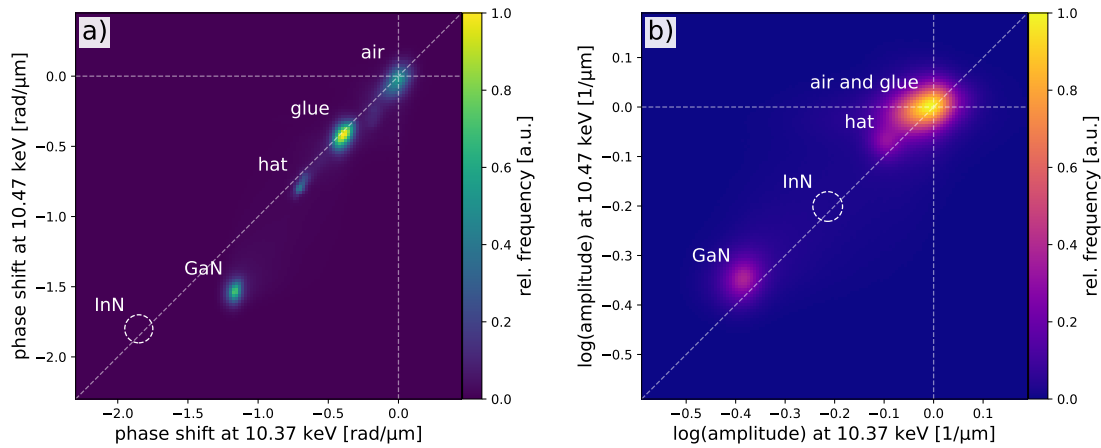 a)
air
glue
hat
GaN
InN
0.0
−0.5
−1.0
−1.5
−2.0
−2.0
−1.5
−1.0
−0.5
0.0
phase shift at 10.47 keV [rad/μm]
phase shift at 10.37 keV [rad/μm]
1.0
0.8
0.6
0.4
0.2
0.0
rel. frequency [a.u.]
b)
air and glue
hat
InN
GaN
0.1
0.0
−0.1
−0.2
−0.3
−0.4
−0.5
−0.5
−0.4
−0.3
−0.2
−0.1
0.0
0.1
log(amplitude) at 10.47 keV [1/μm]
log(amplitude) at 10.37 keV [1/μm]
1.0
0.8
0.6
0.4
0.2
0.0
rel. frequency [a.u.]